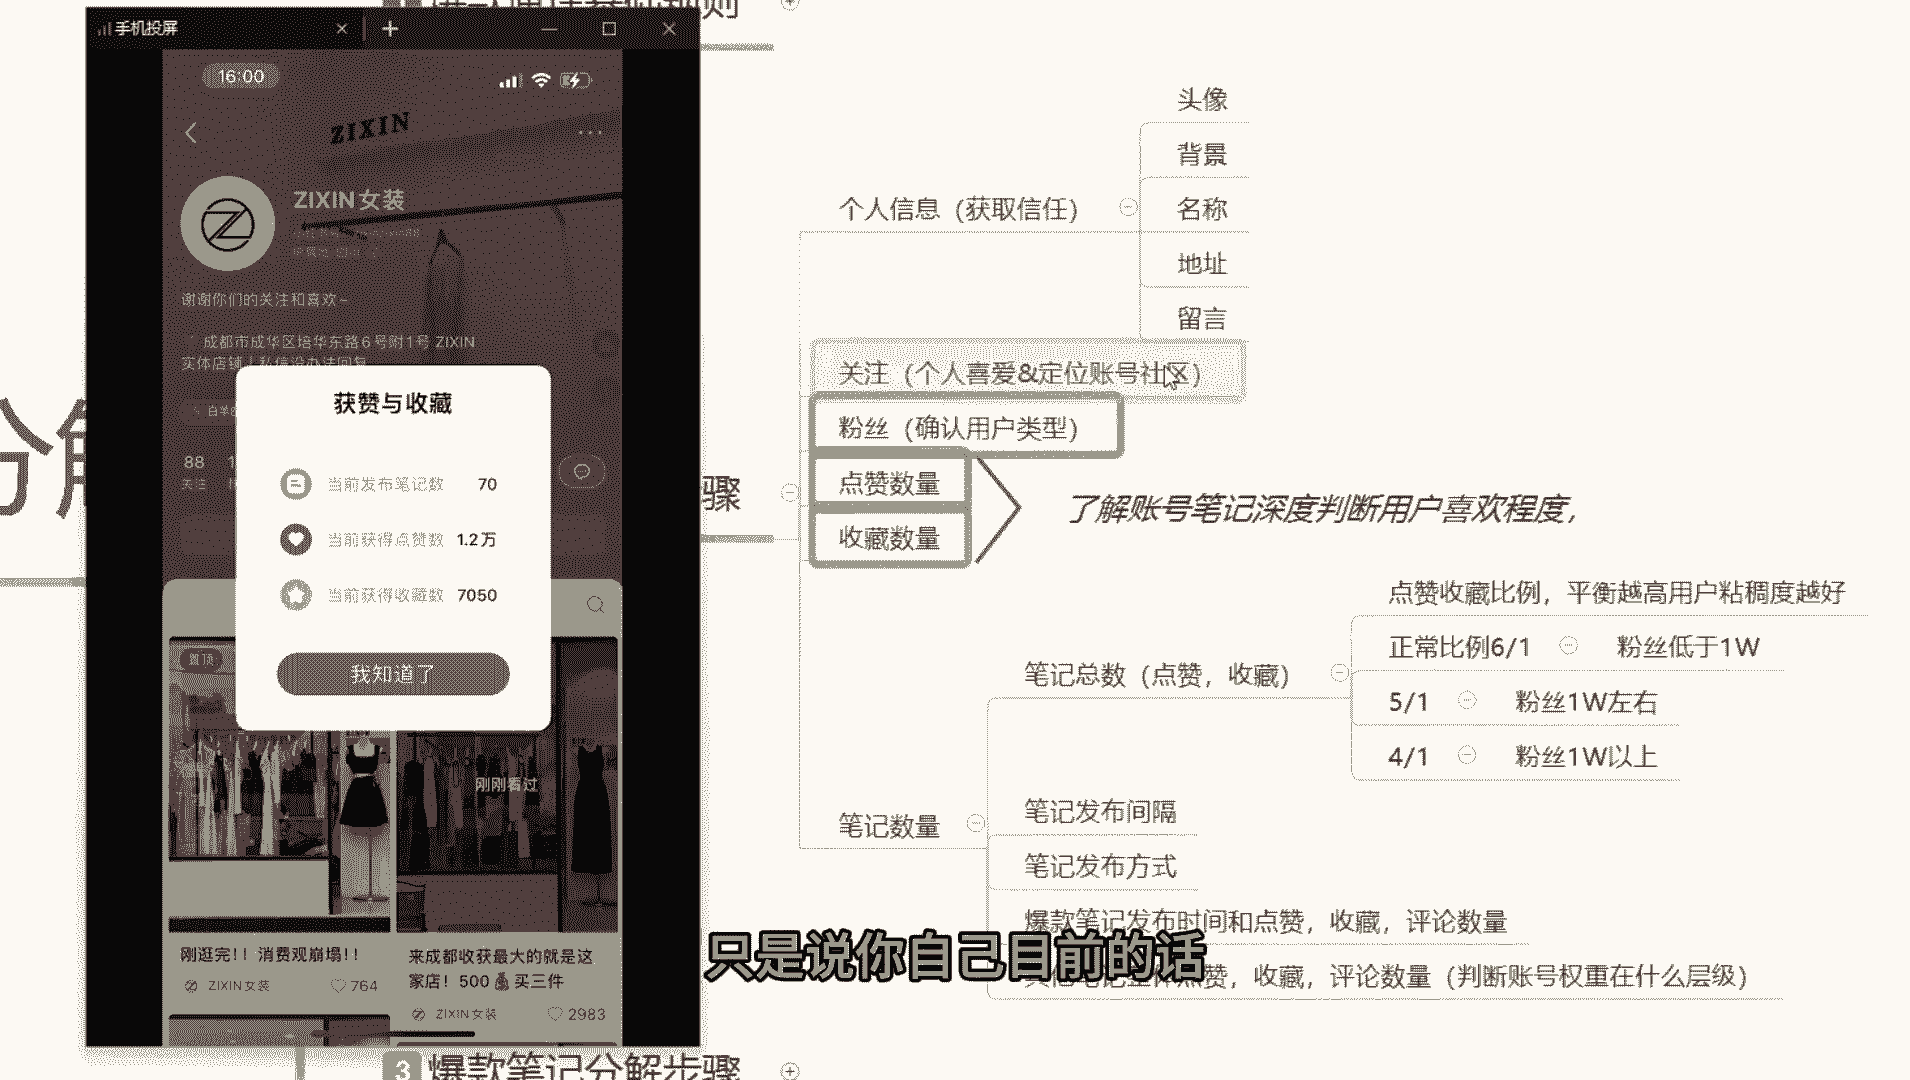 手机投屏
16:00
ZIXIN
ZIXIN女装
谢谢你们的关注和喜欢~
成都市成华区培华东路6号附1号 ZIXIN
实体店铺
88
关注
获赞与收藏
当前发布笔记数 70
当前获得点赞数 1.2万
当前获得收藏数 7050
我知道了
置顶
刚刚看过
刚逛完!! 消费观崩塌!!
ZIXIN女装 764
来成都收获最大的就是这
家店! 500💰买三件
ZIXIN女装 2983
头像
背景
个人信息（获取信任）
名称
地址
留言
关注（个人喜爱&定位账号社区）
粉丝（确认用户类型）
点赞数量
收藏数量
了解账号笔记深度判断用户喜欢程度，
骤
点赞收藏比例，平衡越高用户粘稠度越好
正常比例6/1 粉丝低于1W
笔记总数（点赞，收藏）
5/1 粉丝1W左右
4/1 粉丝1W以上
笔记数量
笔记发布间隔
笔记发布方式
爆款笔记发布时间和点赞，收藏，评论数量
点赞，收藏，评论数量（判断账号权重在什么层级）
只是说你自己目前的话
3 爆款笔记分解步骤